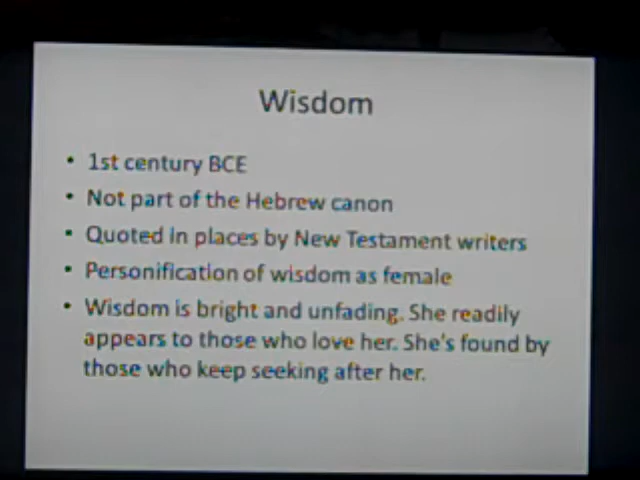 Wisdom
• 1st century BCE
• Not part of the Hebrew canon
• Quoted in places by New Testament writers
• Personification of wisdom as female
• Wisdom is bright and unfading. She readily
appears to those who love her. She's found by
those who keep seeking after her.